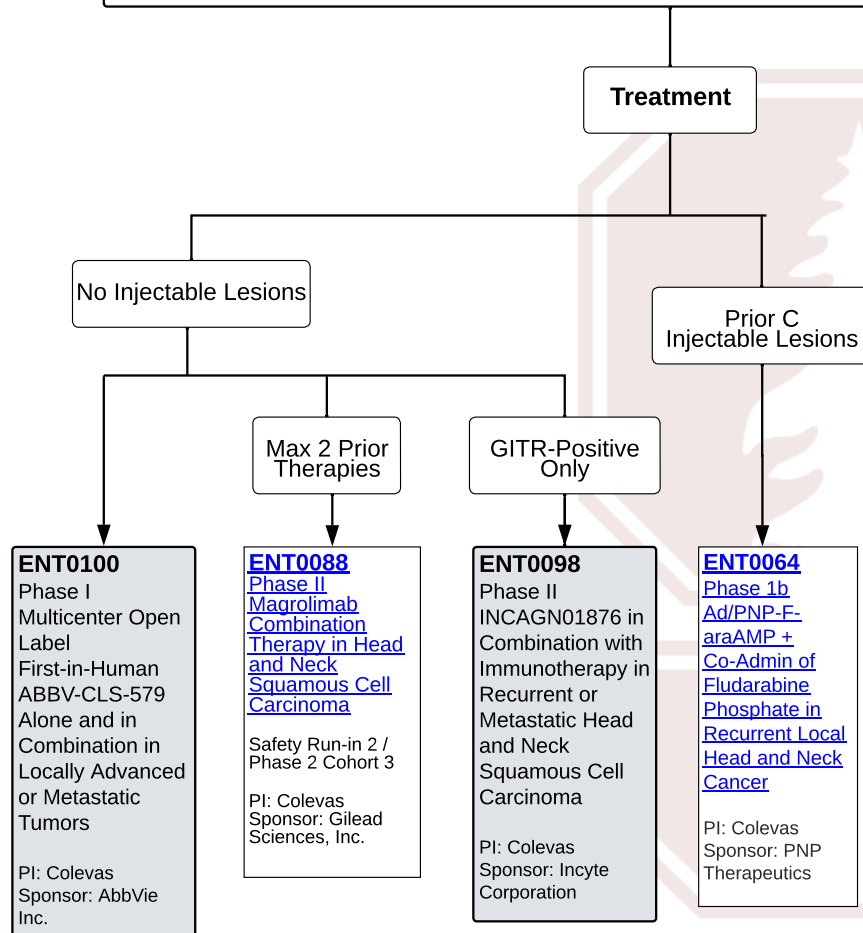 Treatment
No Injectable Lesions
Prior C
Injectable Lesions
Max 2 Prior
Therapies
GITR-Positive
Only
ENT0100
Phase I
Multicenter Open
Label
First-in-Human
ABBV-CLS-579
Alone and in
Combination in
Locally Advanced
or Metastatic
Tumors
PI: Colevas
Sponsor: AbbVie
Inc.
ENT0088
Phase II
Magrolimab
Combination
Therapy in Head
and Neck
Squamous Cell
Carcinoma
Safety Run-in 2 /
Phase 2 Cohort 3
PI: Colevas
Sponsor: Gilead
Sciences, Inc.
ENT0098
Phase II
INCAGN01876 in
Combination with
Immunotherapy in
Recurrent or
Metastatic Head
and Neck
Squamous Cell
Carcinoma
PI: Colevas
Sponsor: Incyte
Corporation
ENT0064
Phase 1b
Ad/PNP-F-
araAMP +
Co-Admin of
Fludarabine
Phosphate in
Recurrent Local
Head and Neck
Cancer
PI: Colevas
Sponsor: PNP
Therapeutics